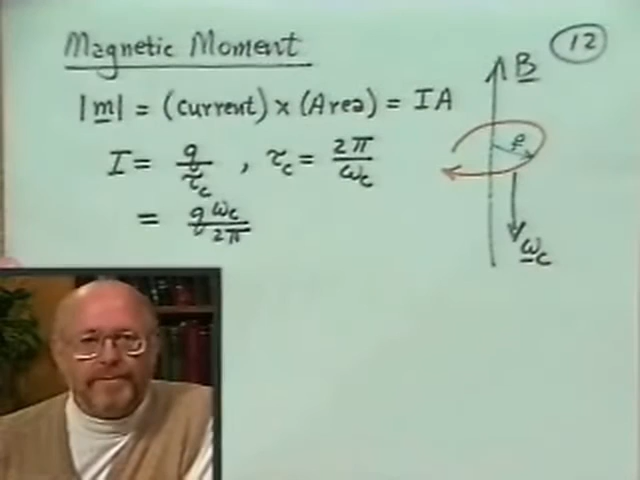 Magnetic Moment
12
|m| = (Current) × (Area) = IA
I = q/τc , τc = 2π/ωc
= qωc/2π
B
ρ
ωc